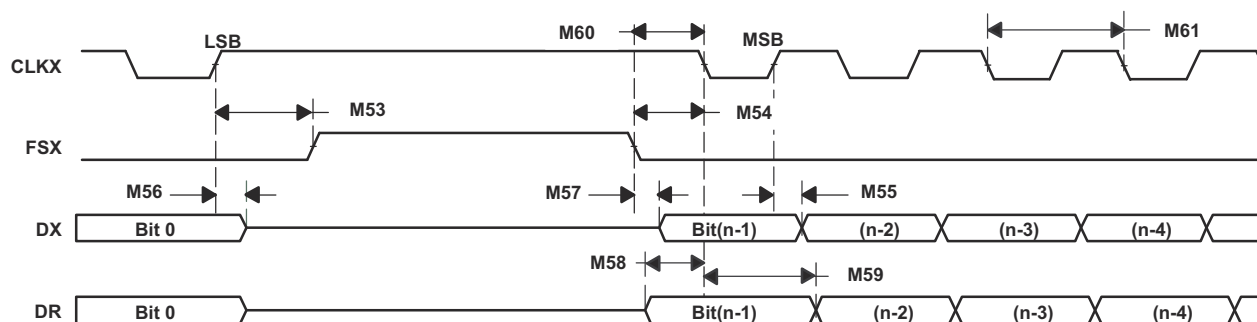 M60
LSB
MSB
M61
CLKX
M53
M54
FSX
M56
M57
M55
DX
Bit 0
Bit(n-1)
(n-2)
(n-3)
(n-4)
M58
M59
DR
Bit 0
Bit(n-1)
(n-2)
(n-3)
(n-4)